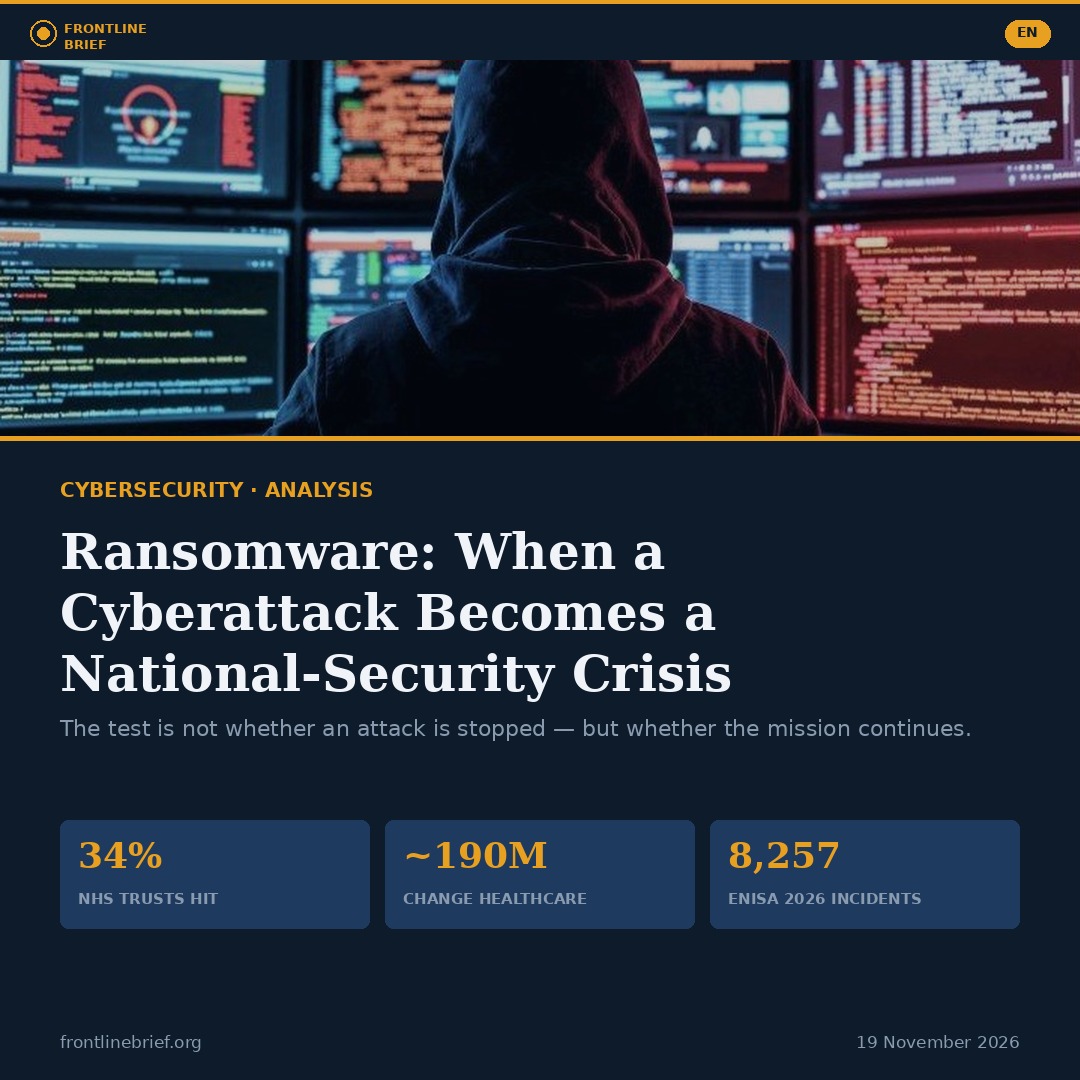 FRONTLINE
BRIEF
EN
CYBERSECURITY · ANALYSIS
Ransomware: When a
Cyberattack Becomes a
National-Security Crisis
The test is not whether an attack is stopped — but whether the mission continues.
34%
NHS TRUSTS HIT
~190M
CHANGE HEALTHCARE
8,257
ENISA 2026 INCIDENTS
frontlinebrief.org
19 November 2026